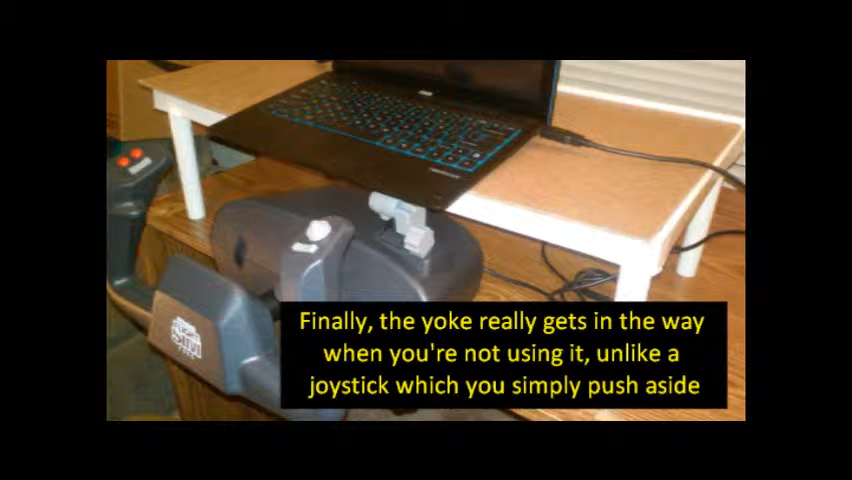 Finally, the yoke really gets in the way
when you're not using it, unlike a
joystick which you simply push aside